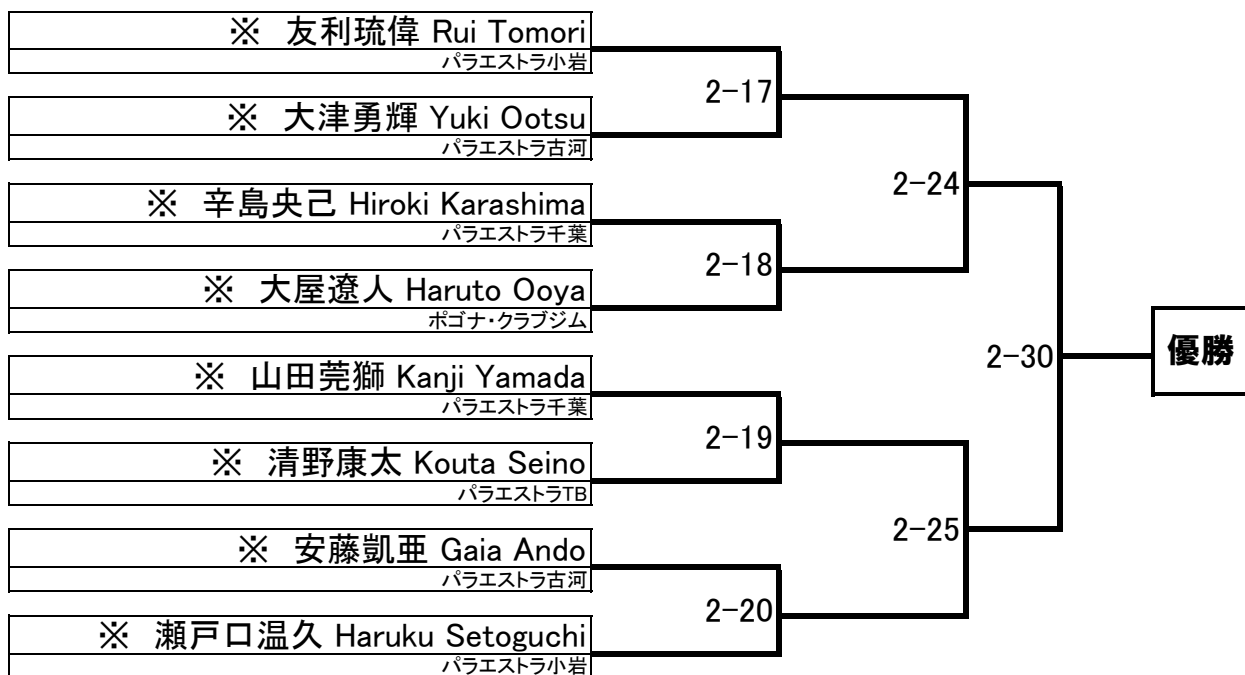 ※ 友利琉偉 Rui Tomori
パラエストラ小岩
2-17
※ 大津勇輝 Yuki Ootsu
パラエストラ古河
2-24
※ 辛島央己 Hiroki Karashima
パラエストラ千葉
2-18
※ 大屋遼人 Haruto Ooya
ポゴナ・クラブジム
2-30
優勝
※ 山田莞獅 Kanji Yamada
パラエストラ千葉
2-19
※ 清野康太 Kouta Seino
パラエストラTB
2-25
※ 安藤凱亜 Gaia Ando
パラエストラ古河
2-20
※ 瀬戸口温久 Haruku Setoguchi
パラエストラ小岩